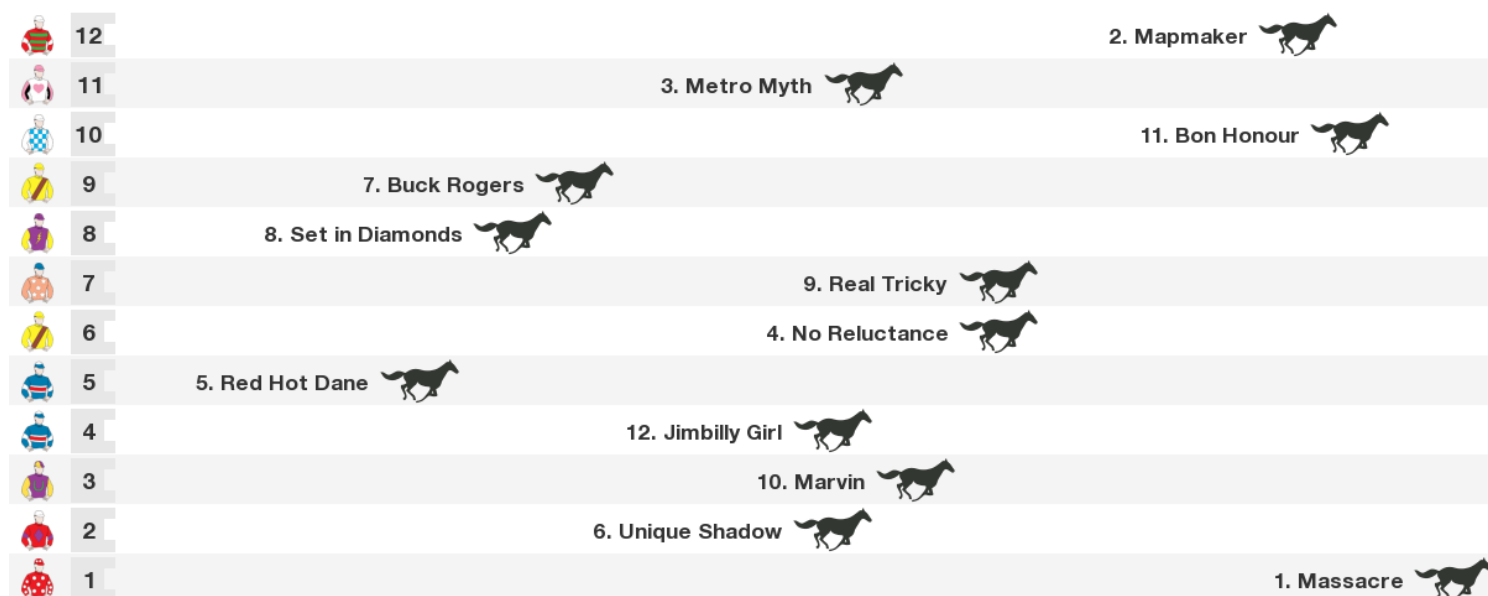 12 2. Mapmaker
11 3. Metro Myth
10 11. Bon Honour
9 7. Buck Rogers
8 8. Set in Diamonds
7 9. Real Tricky
6 4. No Reluctance
5 5. Red Hot Dane
4 12. Jimbilly Girl
3 10. Marvin
2 6. Unique Shadow
1 1. Massacre